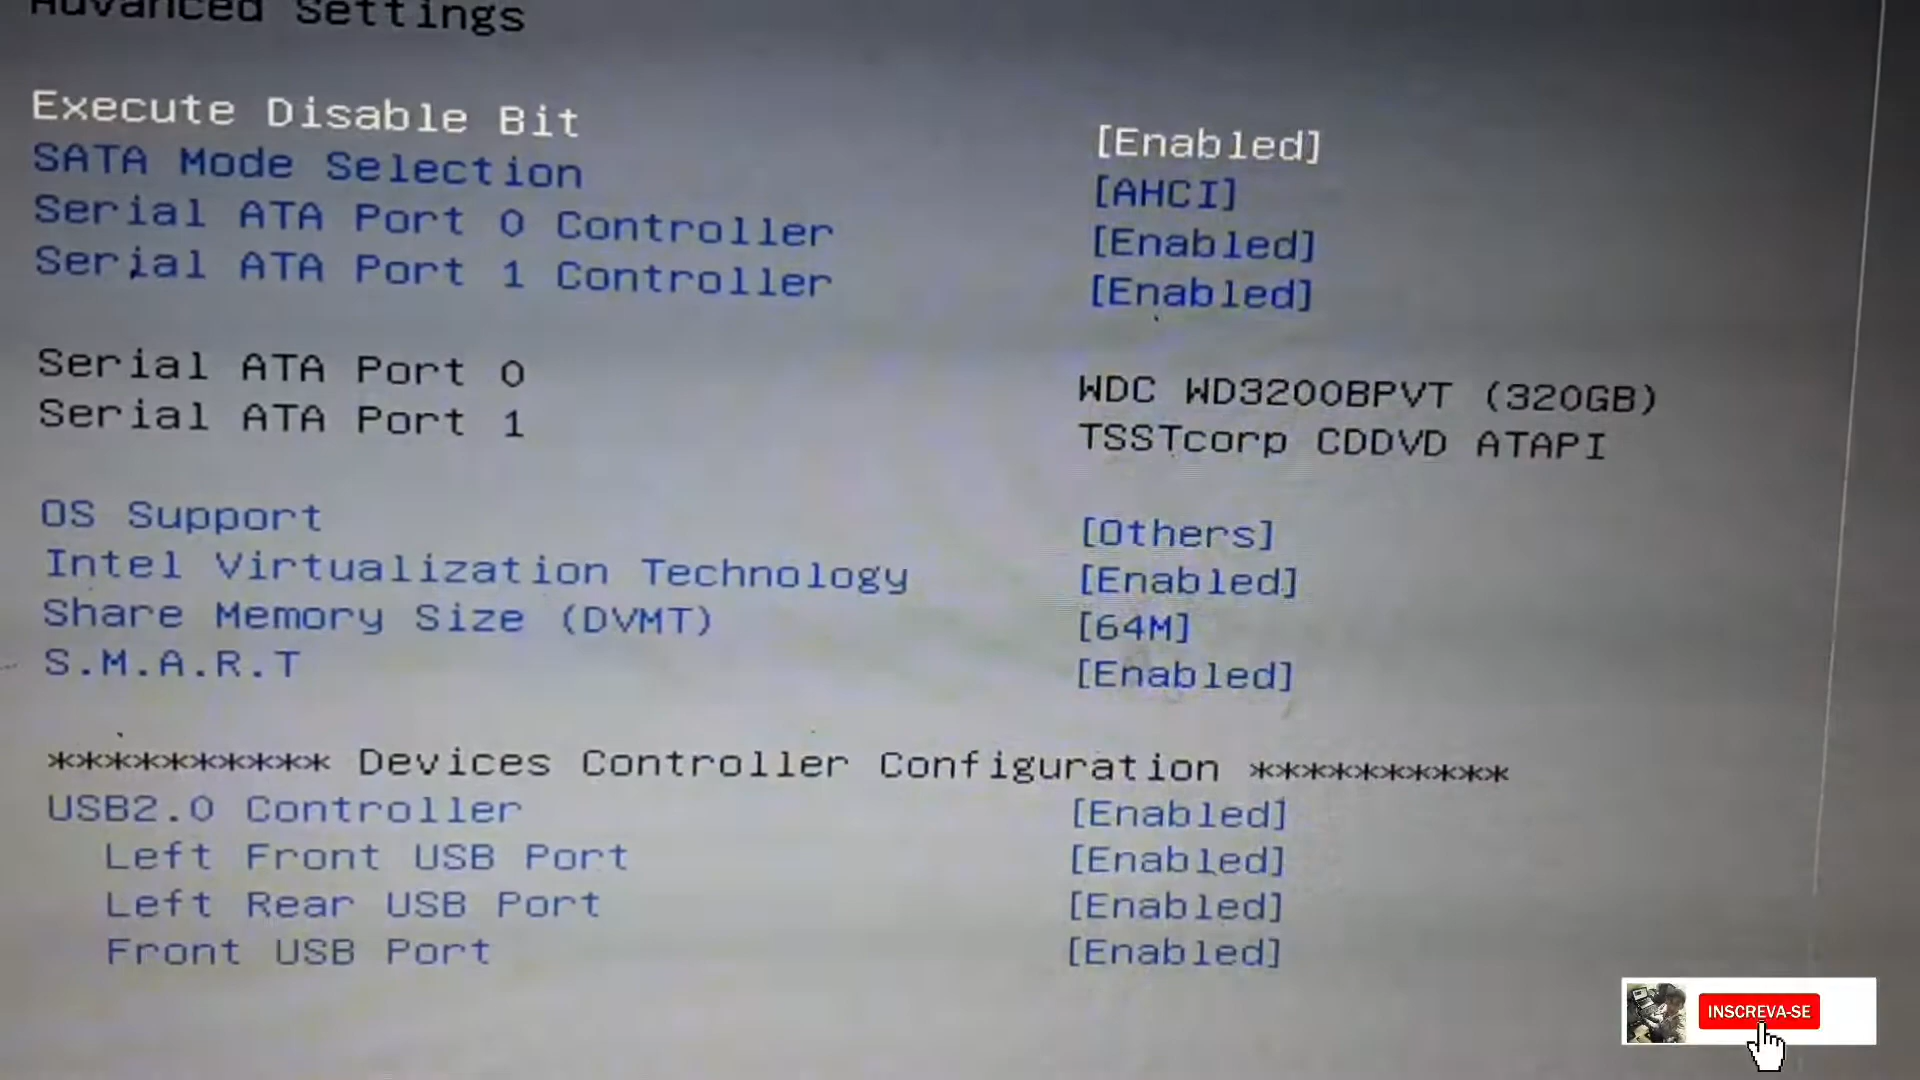 Advanced Settings
Execute Disable Bit [Enabled]
SATA Mode Selection [AHCI]
Serial ATA Port 0 Controller [Enabled]
Serial ATA Port 1 Controller [Enabled]
Serial ATA Port 0 WDC WD3200BPVT (320GB)
Serial ATA Port 1 TSSTcorp CDDVD ATAPI
OS Support [Others]
Intel Virtualization Technology [Enabled]
Share Memory Size (DVMT) [64M]
S.M.A.R.T [Enabled]
********** Devices Controller Configuration **********
USB2.0 Controller [Enabled]
Left Front USB Port [Enabled]
Left Rear USB Port [Enabled]
Front USB Port [Enabled]
INSCREVA-SE